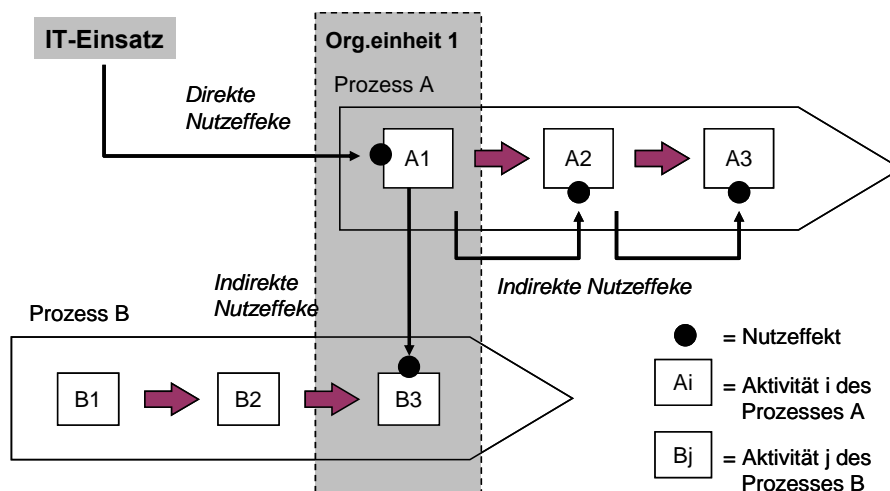 IT-Einsatz
Org.einheit 1
Direkte
Nutzeffeke
Prozess A
A1
A2
A3
Indirekte
Nutzeffeke
Indirekte Nutzeffeke
Prozess B
B1
B2
B3
= Nutzeffekt
Ai
= Aktivität i des
Prozesses A
Bj
= Aktivität j des
Prozesses B